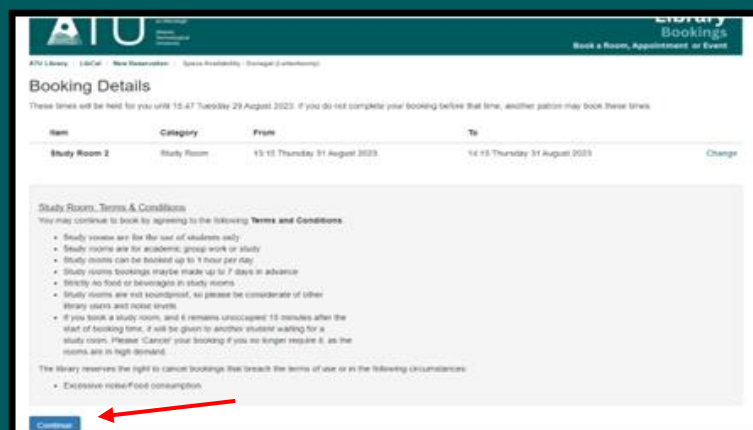 ATU
Library
Bookings
Book a Room, Appointment or Event
ATU Library LibCal New Reservation Space Availability - Donegal (Letterkenny)
Booking Details
These times will be held for you until 15:47 Tuesday 29 August 2023. If you do not complete your booking before that time, another patron may book these times.
Item Category From To
Study Room 2 Study Room 13:15 Thursday 31 August 2023 14:15 Thursday 31 August 2023 Change
Study Room: Terms & Conditions
You may continue to book by agreeing to the following Terms and Conditions.
• Study rooms are for the use of students only
• Study rooms are for academic group work or study
• Study rooms can be booked up to 1 hour per day
• Study rooms bookings maybe made up to 7 days in advance
• Strictly no food or beverages in study rooms
• Study rooms are not soundproof, so please be considerate of other
library users and noise levels
• If you book a study room, and it remains unoccupied 15 minutes after the
start of booking time, it will be given to another student waiting for a
study room. Please 'Cancel' your booking if you no longer require it, as the
rooms are in high demand.
The library reserves the right to cancel bookings that breach the terms of use or in the following circumstances:
• Excessive noise/Food consumption
Continue